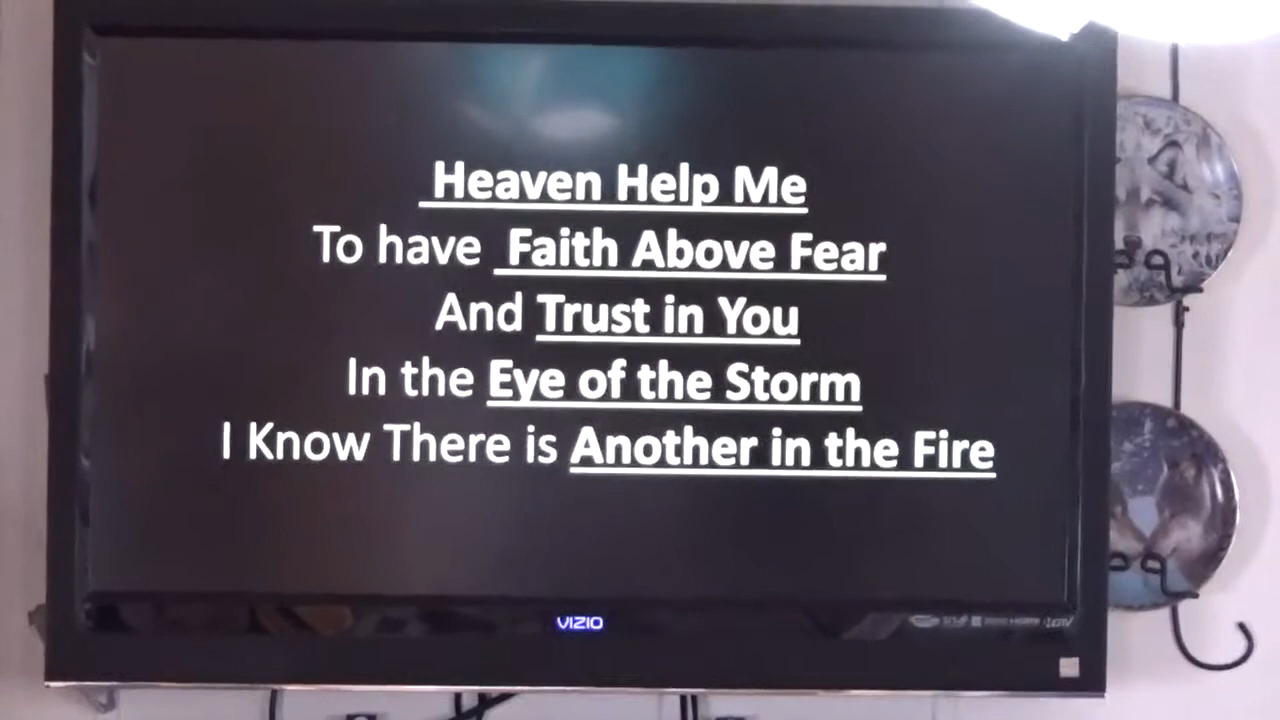 Heaven Help Me
To have Faith Above Fear
And Trust in You
In the Eye of the Storm
I Know There is Another in the Fire
VIZIO